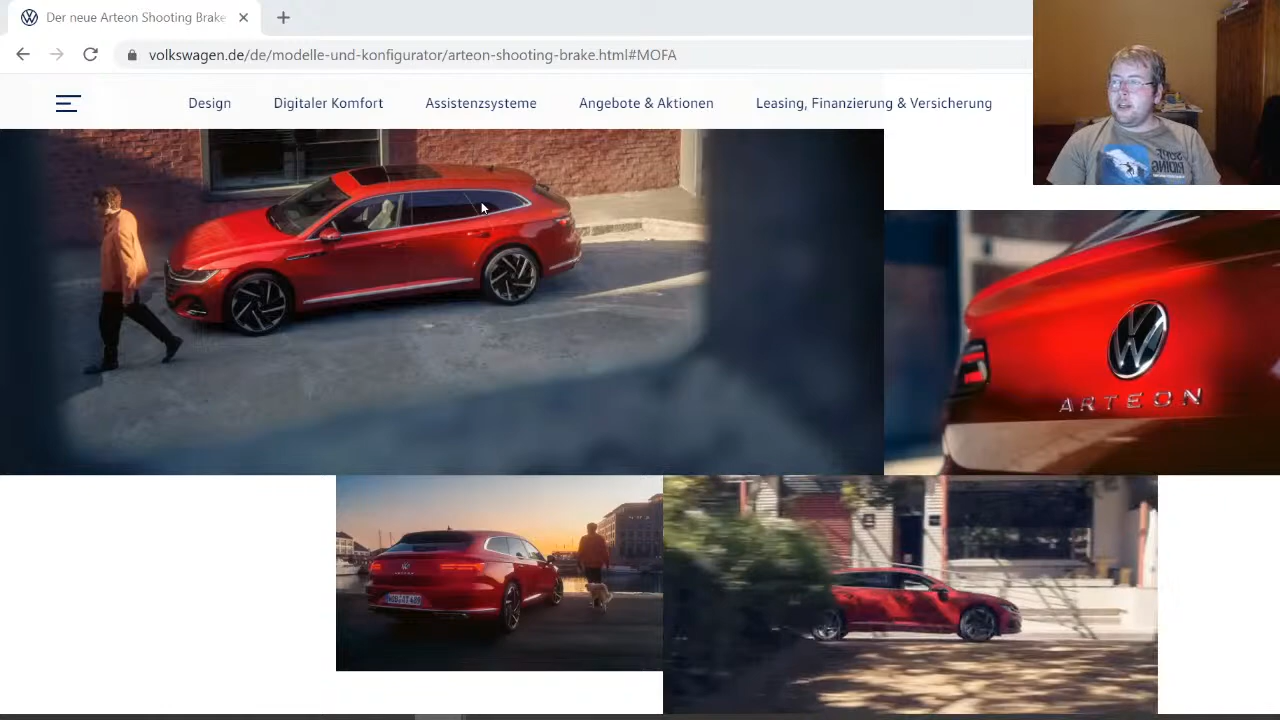 Der neue Arteon Shooting Brake
volkswagen.de/de/modelle-und-konfigurator/arteon-shooting-brake.html#MOFA
Design
Digitaler Komfort
Assistenzsysteme
Angebote & Aktionen
Leasing, Finanzierung & Versicherung
ARTEON